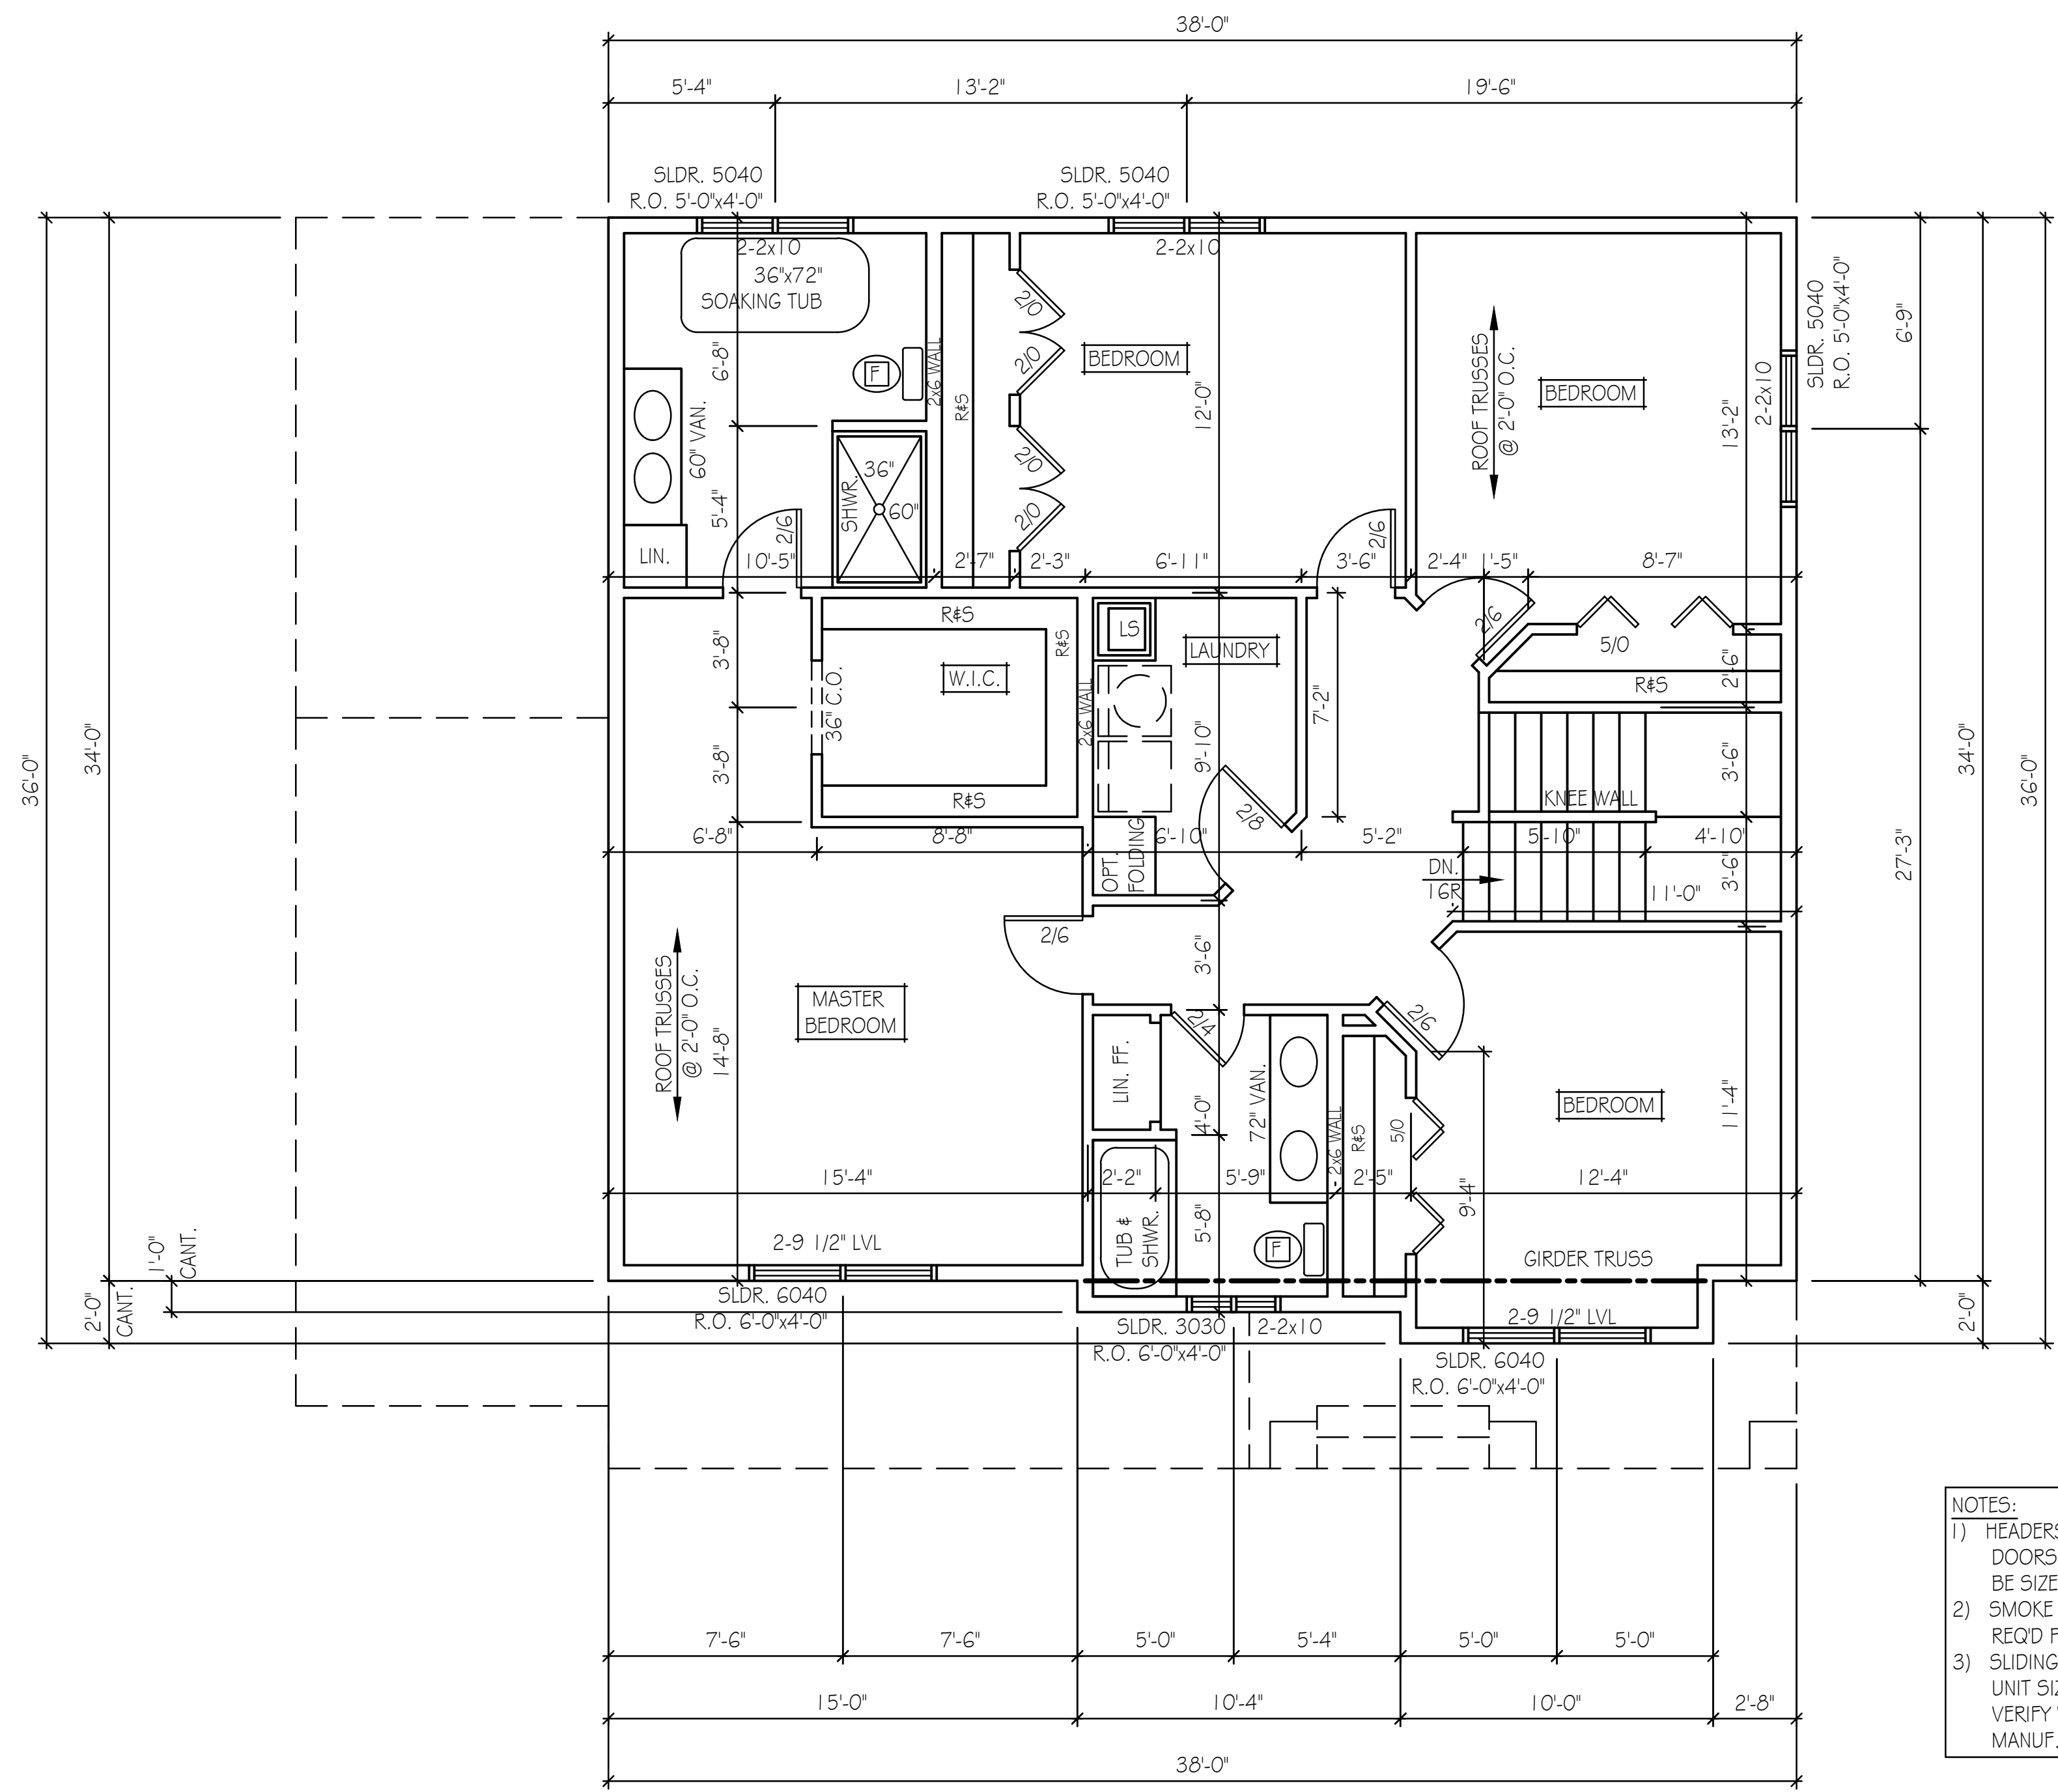 38'-0"
5'-4"
13'-2"
19'-6"
SLDR. 5040
R.O. 5'-0"x4'-0"
SLDR. 5040
R.O. 5'-0"x4'-0"
2-2x10
2-2x10
36"x72"
SOAKING TUB
SLDR. 5040
R.O. 5'-0"x4'-0"
6'-9"
6'-8"
F
2x6 WALL
R&S
2/0
2/0
2/0
2/0
BEDROOM
12'-0"
ROOF TRUSSES
@ 2'-0" O.C.
BEDROOM
13'-2"
2-2x10
60" VAN.
5'-4"
SHWR.
36"
60"
LIN.
2/6
10'-5"
2'-7"
2'-3"
6'-11"
3'-6"
2/6
2'-4"
1'-5"
8'-7"
R&S
R&S
LS
LAUNDRY
2/6
5/0
2'-6"
R&S
3'-8"
W.I.C.
36" C.O.
2x6 WALL
9'-10"
7'-2"
36'-0"
34'-0"
3'-8"
R&S
3'-6"
KNEE WALL
34'-0"
36'-0"
6'-8"
8'-8"
6'-10"
2/8
5'-2"
5'-10"
4'-10"
OPT.
FOLDING
DN.
16R
3'-6"
11'-0"
27'-3"
2/6
3'-6"
ROOF TRUSSES
@ 2'-0" O.C.
14'-8"
MASTER
BEDROOM
2/4
2/6
LIN. FF.
4'-0"
72" VAN.
2x6 WALL
R&S
5/0
BEDROOM
11'-4"
15'-4"
2'-2"
5'-9"
2'-5"
12'-4"
9'-4"
TUB &
SHWR.
5'-8"
F
2-9 1/2" LVL
GIRDER TRUSS
1'-0"
CANT.
2'-0"
CANT.
SLDR. 6040
R.O. 6'-0"x4'-0"
SLDR. 3030
2-2x10
R.O. 6'-0"x4'-0"
2-9 1/2" LVL
SLDR. 6040
R.O. 6'-0"x4'-0"
2'-0"
NOTES:
1) HEADERS
DOORS
BE SIZE
2) SMOKE
REQ'D
3) SLIDING
UNIT
VERIFY
MANUF.
7'-6"
7'-6"
5'-0"
5'-4"
5'-0"
5'-0"
15'-0"
10'-4"
10'-0"
2'-8"
38'-0"